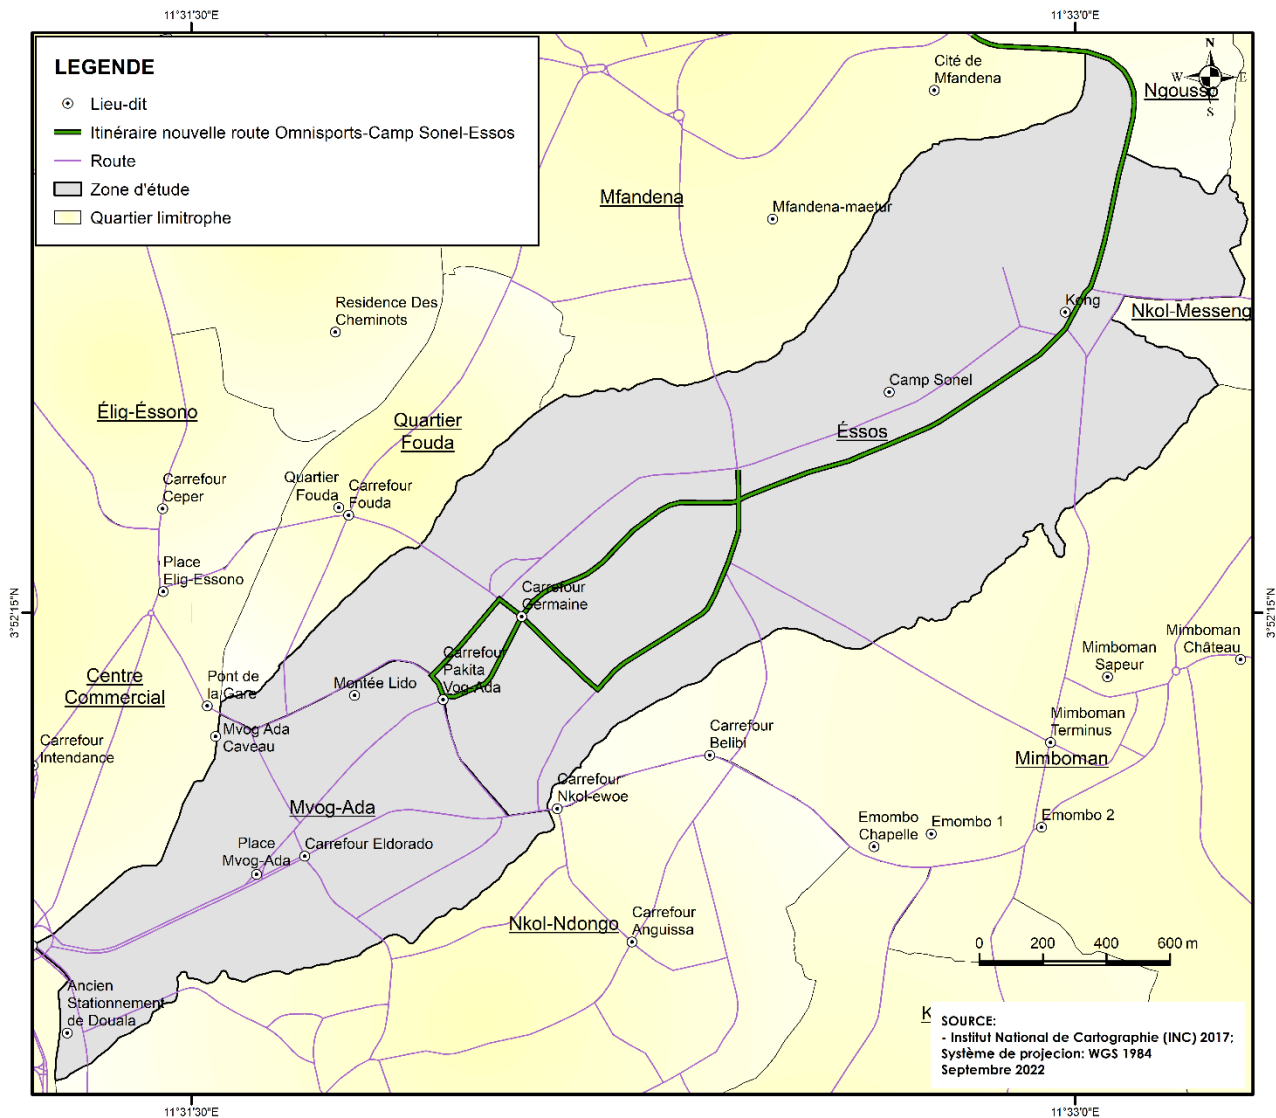 11°31'30"E
11°33'0"E
LEGENDE
Lieu-dit
Itinéraire nouvelle route Omnisports-Camp Sonel-Essos
Route
Zone d'étude
Quartier limitrophe
Cité de
Mfandena
N
W
E
S
Ngousso
Mfandena
Mfandena-maetur
Residence Des
Cheminots
Kong
Nkol-Messeng
Élig-Éssono
Quartier
Fouda
Camp Sonel
Éssos
Carrefour
Ceper
Quartier
Fouda
Carrefour
Fouda
Place
Elig-Essono
Carrefour
Germaine
3°52'15"N
3°52'15"N
Mimboman
Château
Mimboman
Sapeur
Centre
Commercial
Pont de
la Gare
Montée Lido
Carrefour
Pakita
Vog-Ada
Mvog Ada
Caveau
Carrefour
Intendance
Carrefour
Belibi
Mimboman
Terminus
Mimboman
Carrefour
Nkol-ewoe
Mvog-Ada
Emombo
Chapelle
Emombo 1
Emombo 2
Place
Mvog-Ada
Carrefour Eldorado
Nkol-Ndongo
Carrefour
Anguissa
0 200 400 600 m
Ancien
Stationnement
de Douala
K
SOURCE:
- Institut National de Cartographie (INC) 2017;
Système de projecion: WGS 1984
Septembre 2022
11°31'30"E
11°33'0"E